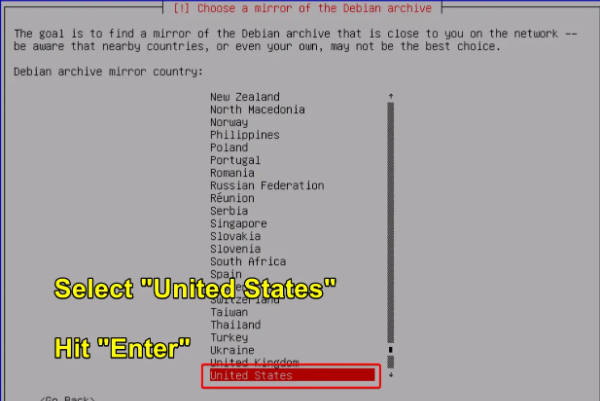 [!] Choose a mirror of the Debian archive
The goal is to find a mirror of the Debian archive that is close to you on the network --
be aware that nearby countries, or even your own, may not be the best choice.
Debian archive mirror country:
New Zealand
North Macedonia
Norway
Philippines
Poland
Portugal
Romania
Russian Federation
Réunion
Serbia
Singapore
Slovakia
Slovenia
South Africa
Spain
Select "United States"
Switzerland
Taiwan
Thailand
Turkey
Hit "Enter"
Ukraine
United Kingdom
United States
<Go Back>